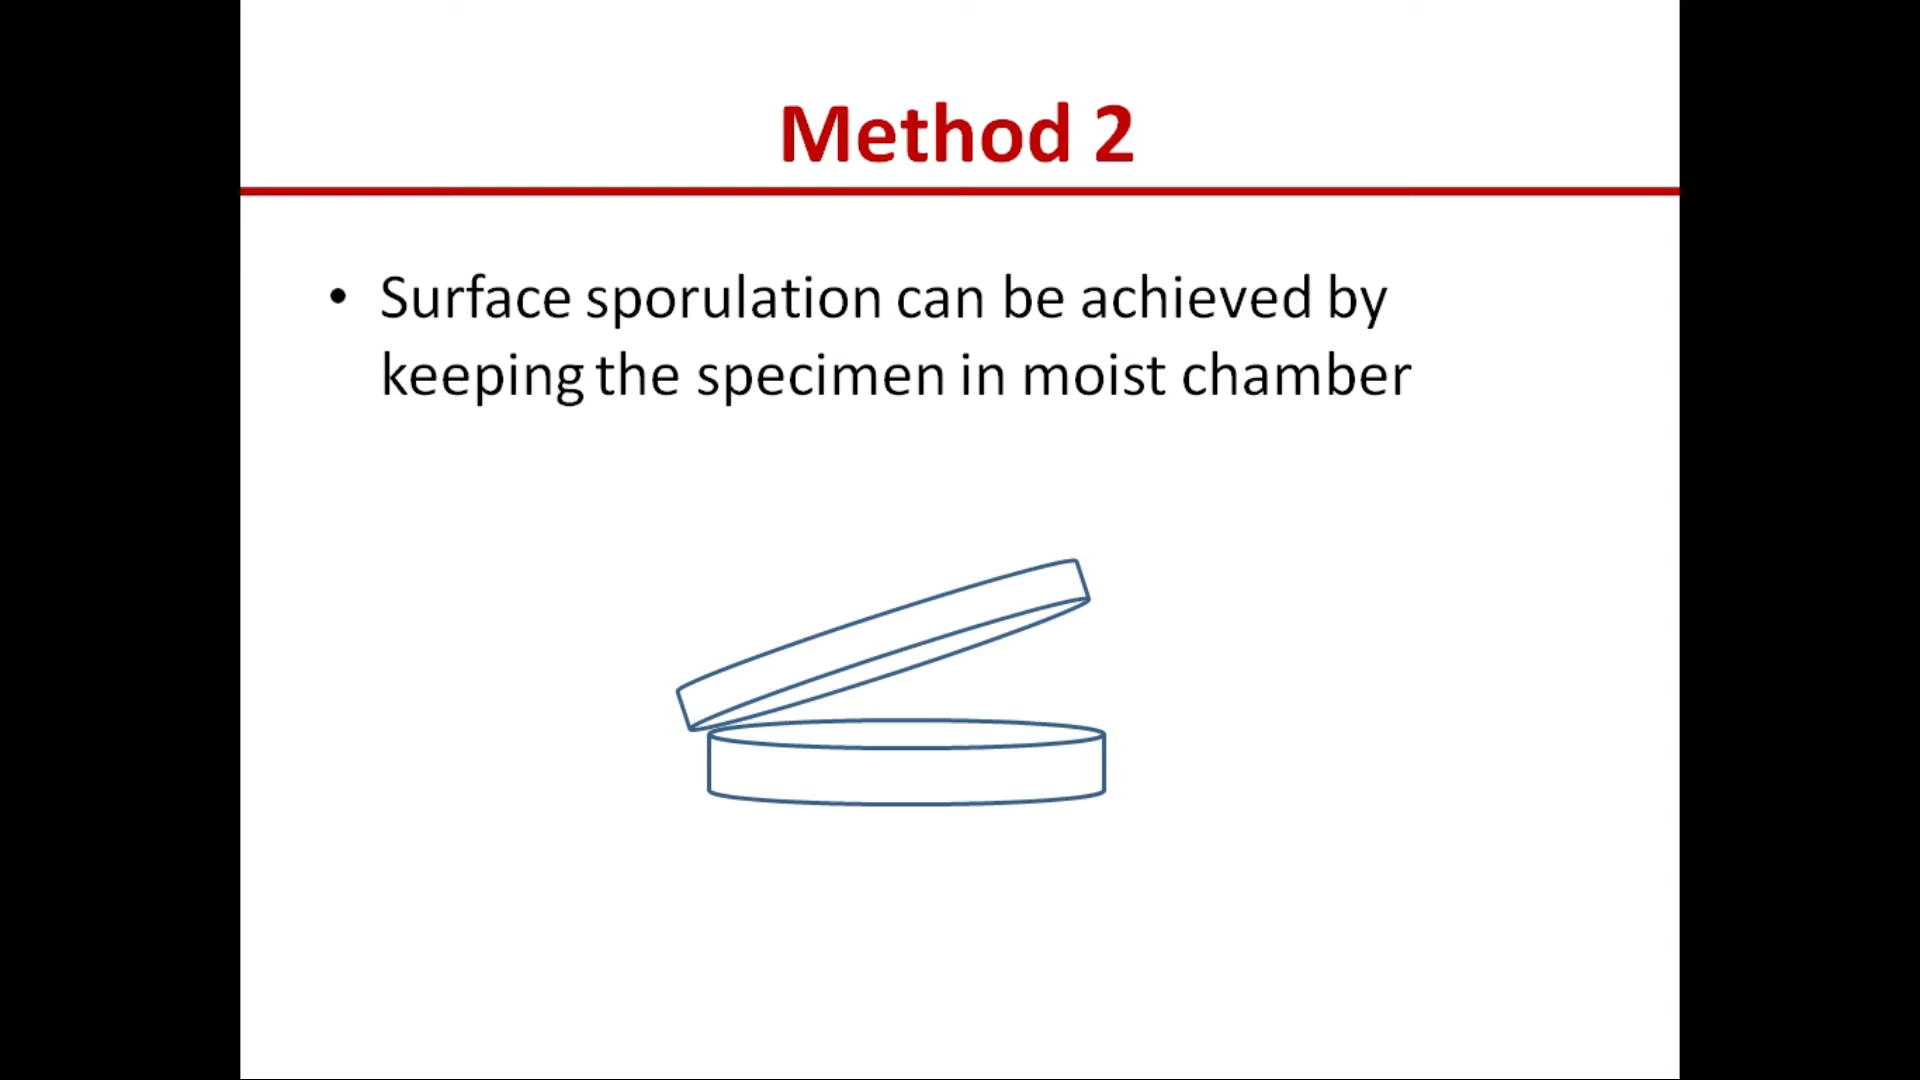 Method 2
• Surface sporulation can be achieved by
keeping the specimen in moist chamber